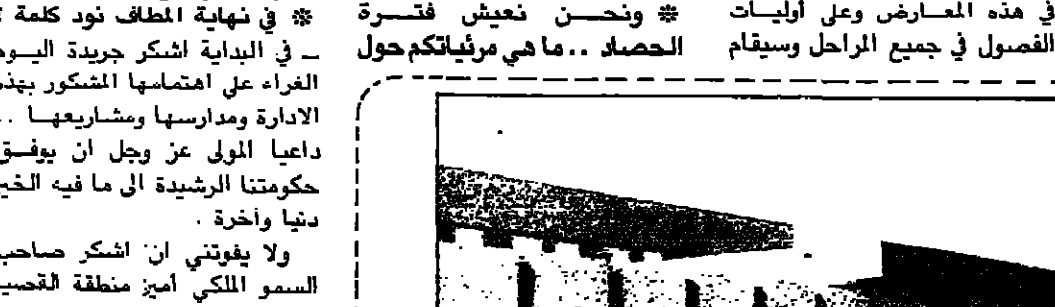 في هذه المعارض وعلى أوليات
الفصول في جميع المراحل وسيقام
❊ ونحن نعيش فترة
الحصاد .. ما هي مرئياتكم حول
❊ في نهاية المطاف نود كلمة :
ــ في البداية اشكر جريدة اليوم
الغراء على اهتمامها المشكور بهذه
الادارة ومدارسها ومشاريعها ..
داعيا المولى عز وجل ان يوفق
حكومتنا الرشيدة الى ما فيه الخير
دنيا وأخرة .
ولا يفوتني ان اشكر صاحب
السمو الملكي أمير منطقة القصيـ